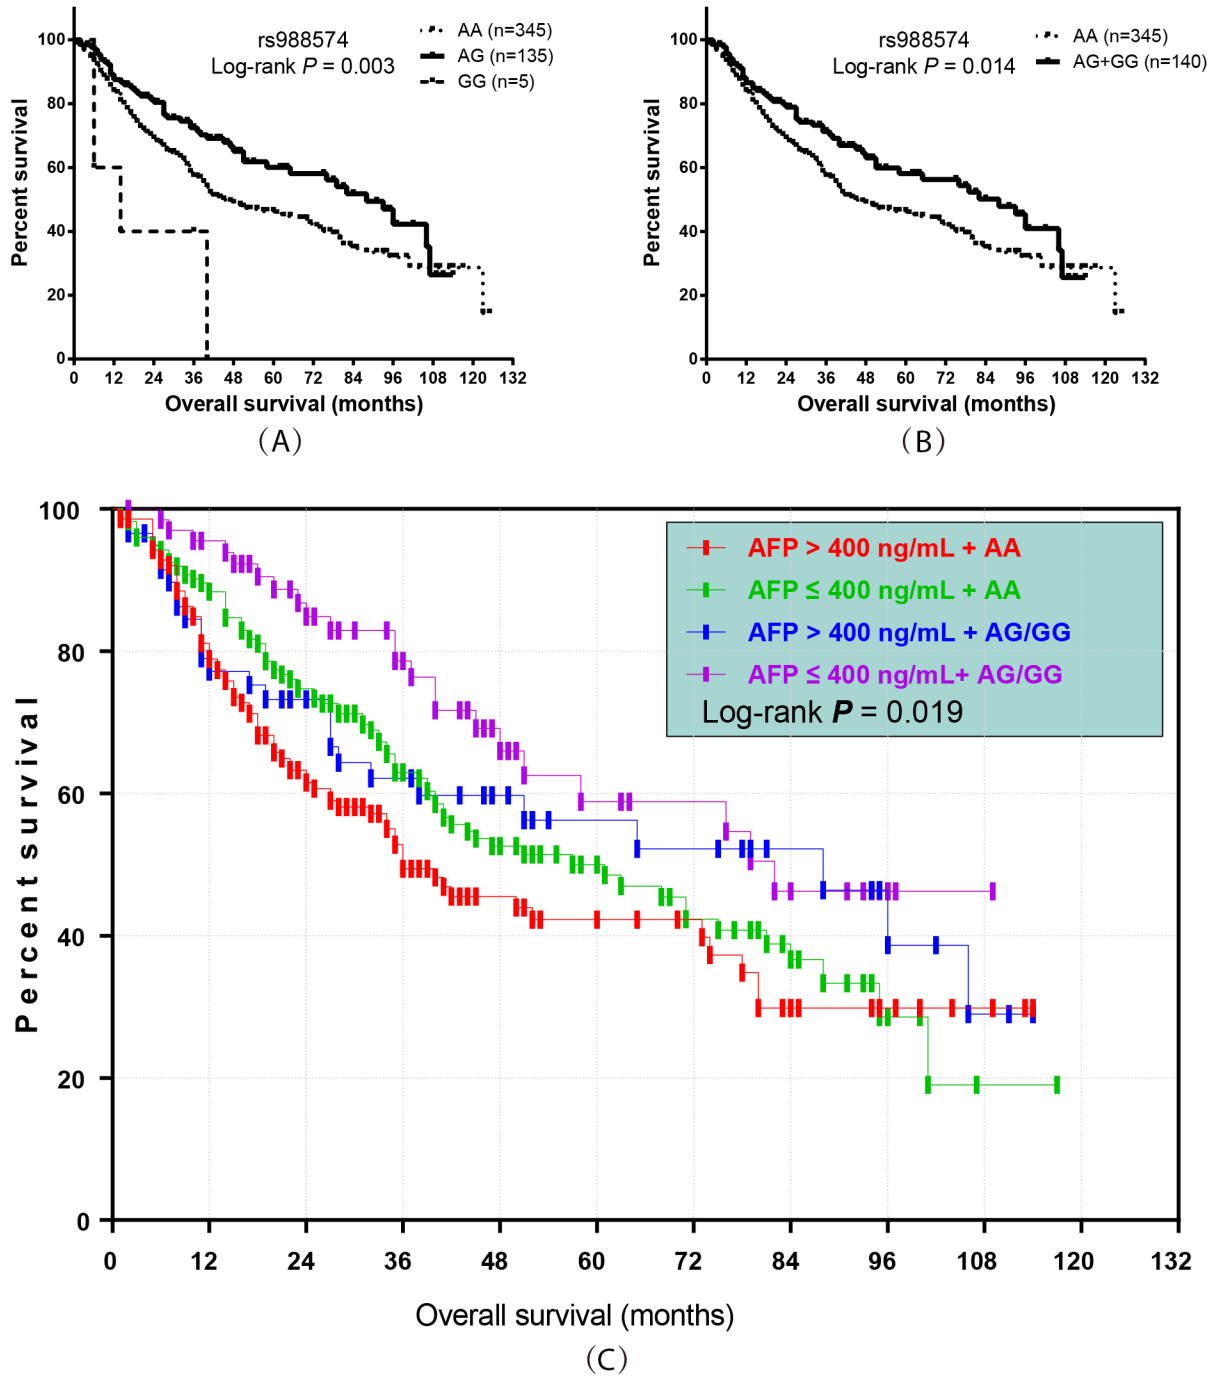 rs988574
Log-rank P = 0.003
AA (n=345)
AG (n=135)
GG (n=5)
Percent survival
100
80
60
40
20
0
0 12 24 36 48 60 72 84 96 108 120 132
Overall survival (months)
(A)
rs988574
Log-rank P = 0.014
AA (n=345)
AG+GG (n=140)
Percent survival
100
80
60
40
20
0
0 12 24 36 48 60 72 84 96 108 120 132
Overall survival (months)
(B)
AFP > 400 ng/mL + AA
AFP ≤ 400 ng/mL + AA
AFP > 400 ng/mL + AG/GG
AFP ≤ 400 ng/mL+ AG/GG
Log-rank P = 0.019
Percent survival
100
80
60
40
20
0
0 12 24 36 48 60 72 84 96 108 120 132
Overall survival (months)
(C)